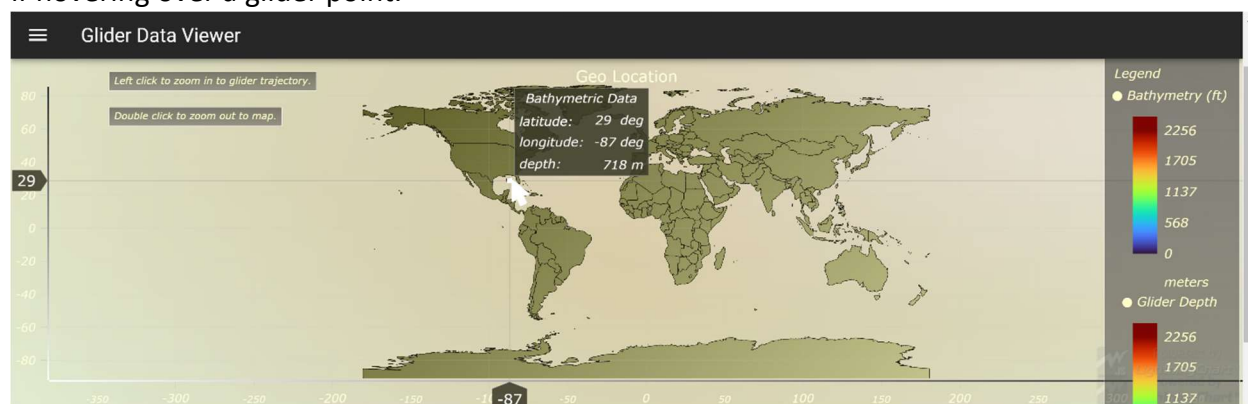 if hovering over a glider point.
Glider Data Viewer
Left click to zoom in to glider trajectory.
Double click to zoom out to map.
Geo Location
Bathymetric Data
latitude: 29 deg
longitude: -87 deg
depth: 718 m
80
60
40
29
20
0
-20
-40
-60
-80
-350
-300
-250
-200
-150
-87
-50
0
50
100
150
200
250
300
Legend
Bathymetry (ft)
2256
1705
1137
568
0
meters
Glider Depth
2256
1705
1137